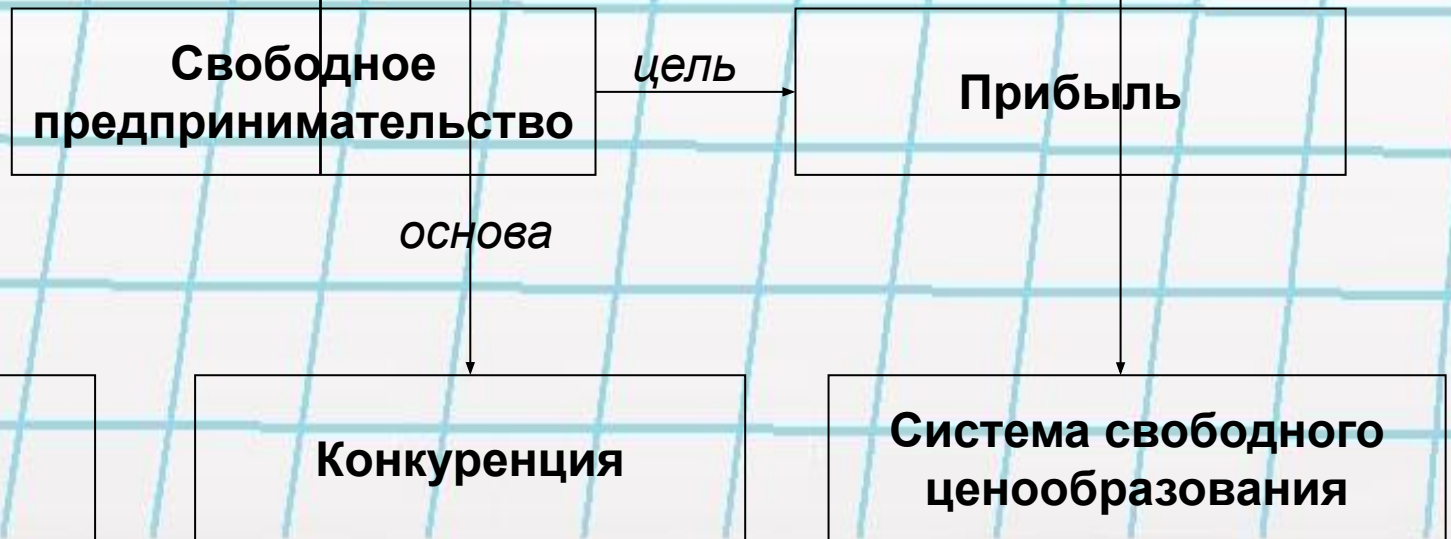 Свободное
предпринимательство
цель
Прибыль
основа
Конкуренция
Система свободного
ценообразования